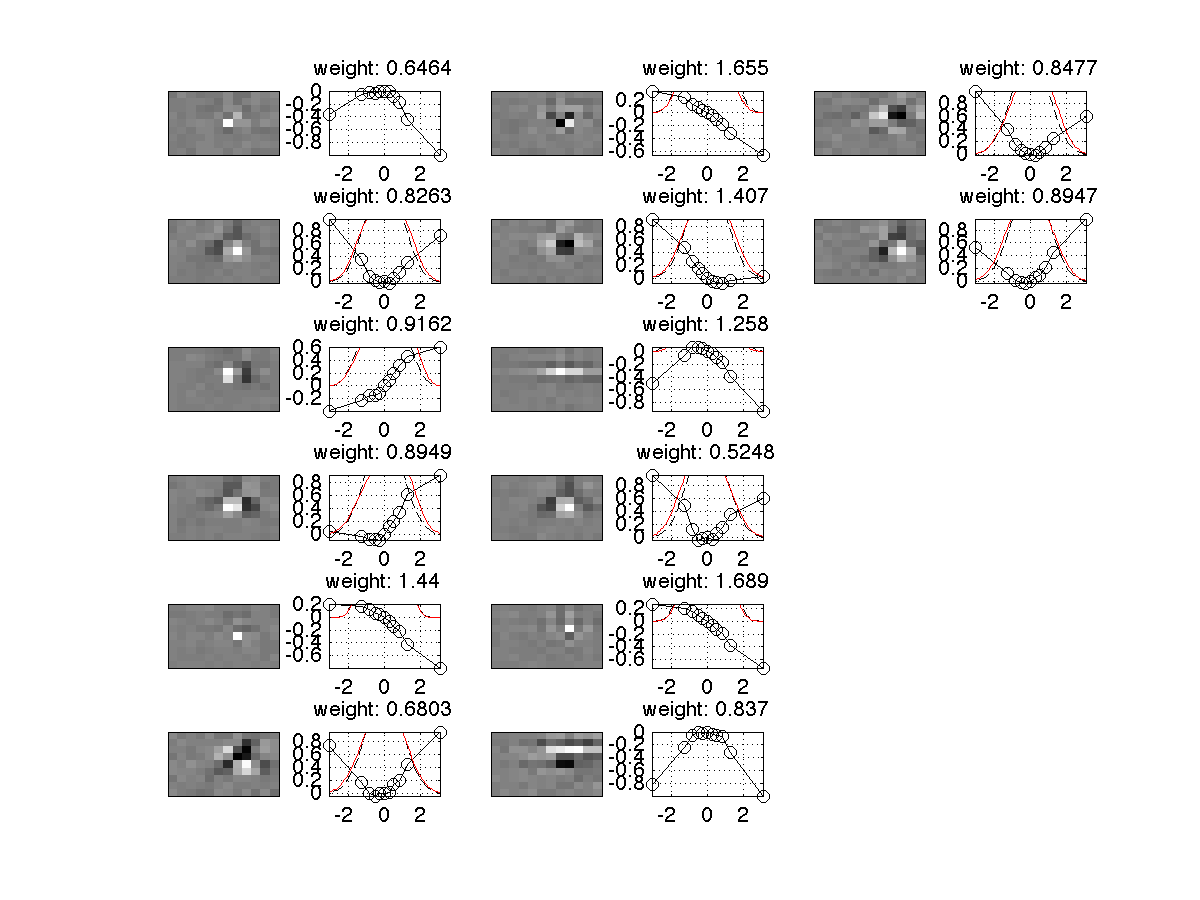 weight: 0.6464 weight: 1.655 weight: 0.8477
0 -0.2 -0.4 -0.6 -0.8 0.2 0 -0.2 -0.4 -0.6 0.8 0.6 0.4 0.2 0
-2 0 2 -2 0 2 -2 0 2
weight: 0.8263 weight: 1.407 weight: 0.8947
0.8 0.6 0.4 0.2 0 0.8 0.6 0.4 0.2 0 0.8 0.6 0.4 0.2 0
-2 0 2 -2 0 2 -2 0 2
weight: 0.9162 weight: 1.258
0.6 0.4 0.2 0 -0.2 0 -0.2 -0.4 -0.6 -0.8
-2 0 2 -2 0 2
weight: 0.8949 weight: 0.5248
0.8 0.6 0.4 0.2 0 0.8 0.6 0.4 0.2 0
-2 0 2 -2 0 2
weight: 1.44 weight: 1.689
0.2 0 -0.2 -0.4 -0.6 0.2 0 -0.2 -0.4 -0.6
-2 0 2 -2 0 2
weight: 0.6803 weight: 0.837
0.8 0.6 0.4 0.2 0 0 -0.2 -0.4 -0.6 -0.8
-2 0 2 -2 0 2